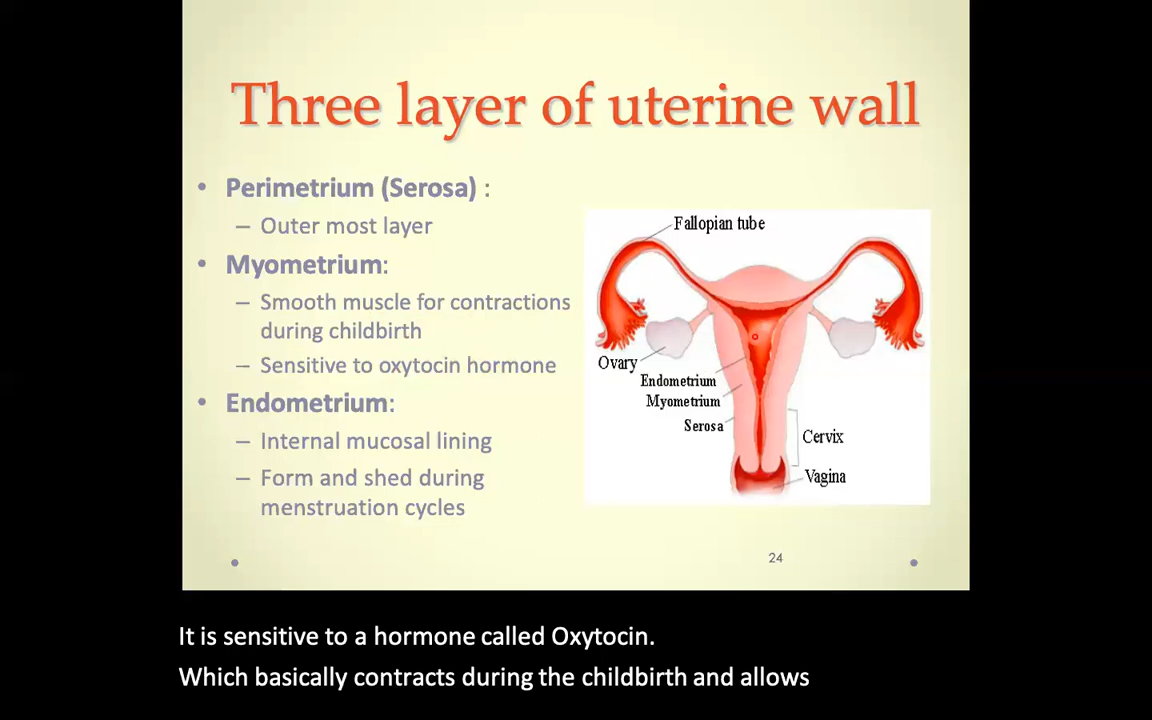 Three layer of uterine wall
• Perimetrium (Serosa) :
– Outer most layer
• Myometrium:
– Smooth muscle for contractions
during childbirth
– Sensitive to oxytocin hormone
• Endometrium:
– Internal mucosal lining
– Form and shed during
menstruation cycles
Fallopian tube
Ovary
Endometrium
Myometrium
Serosa
Cervix
Vagina
24
It is sensitive to a hormone called Oxytocin.
Which basically contracts during the childbirth and allows